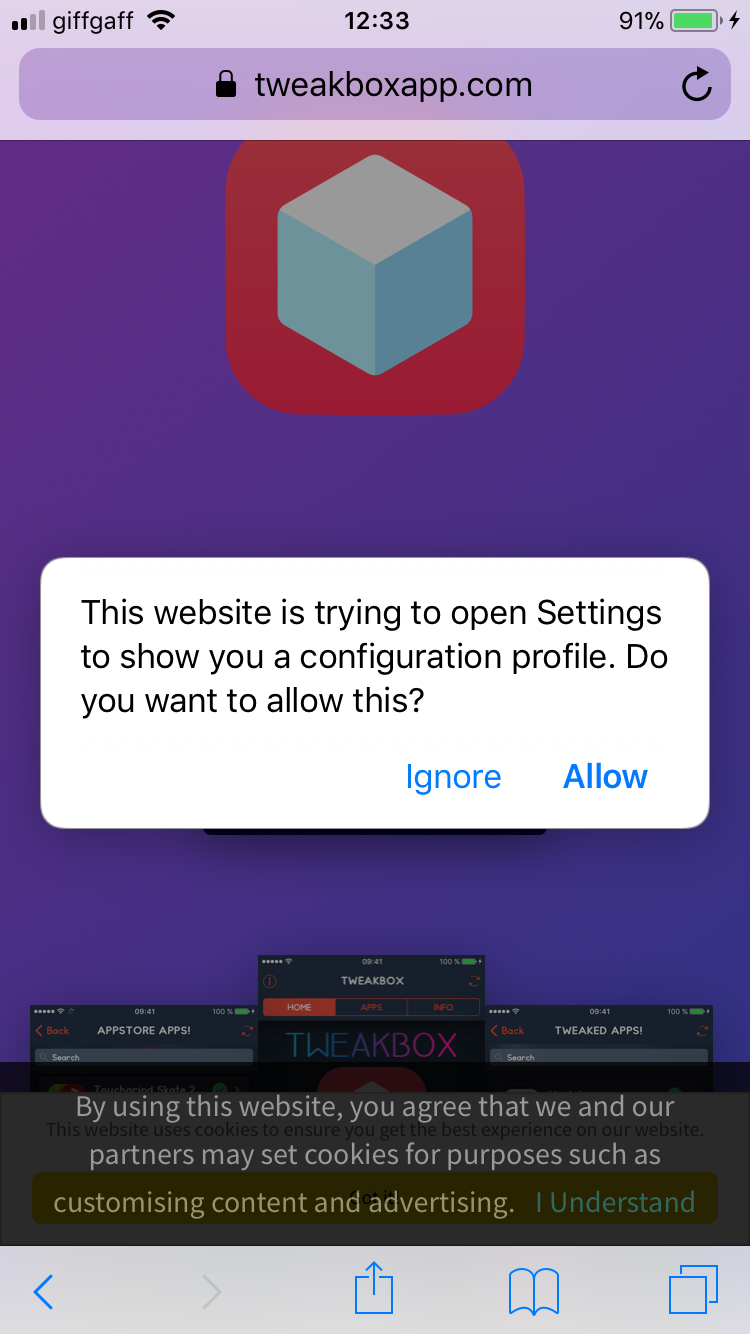 giffgaff 12:33 91%
tweakboxapp.com
This website is trying to open Settings
to show you a configuration profile. Do
you want to allow this?
Ignore Allow
09:41 100 %
TWEAKBOX
HOME APPS INFO
TWEAKBOX
09:41 100 %
Back APPSTORE APPS!
Search
Touchgrind Skate 2
09:41 100 %
Back TWEAKED APPS!
Search
By using this website, you agree that we and our
This website uses cookies to ensure you get the best experience on our website.
partners may set cookies for purposes such as
customising content and advertising. I Understand